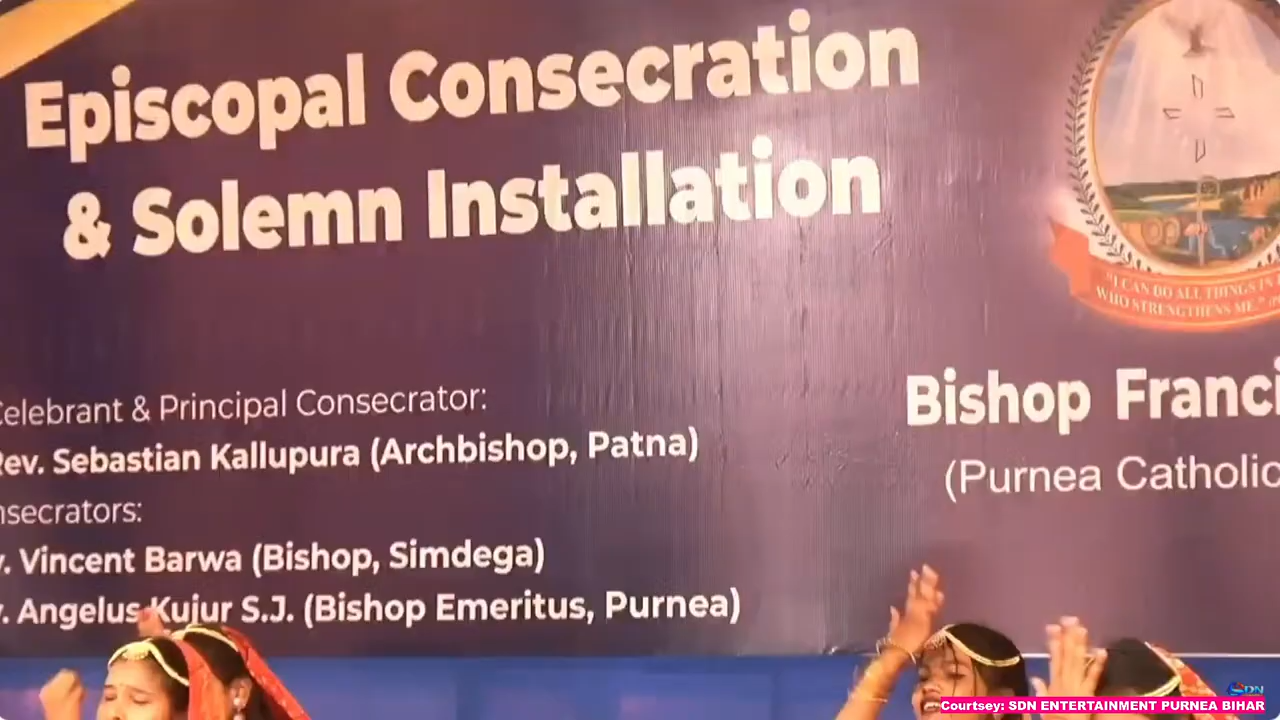 Episcopal Consecration
& Solemn Installation
"I CAN DO ALL THINGS IN
WHO STRENGTHENS ME."
Celebrant & Principal Consecrator:
Rev. Sebastian Kallupura (Archbishop, Patna)
nsecrators:
v. Vincent Barwa (Bishop, Simdega)
v. Angelus Kujur S.J. (Bishop Emeritus, Purnea)
Bishop Franci
(Purnea Catholic
SDN
Courtsey: SDN ENTERTAINMENT PURNEA BIHAR